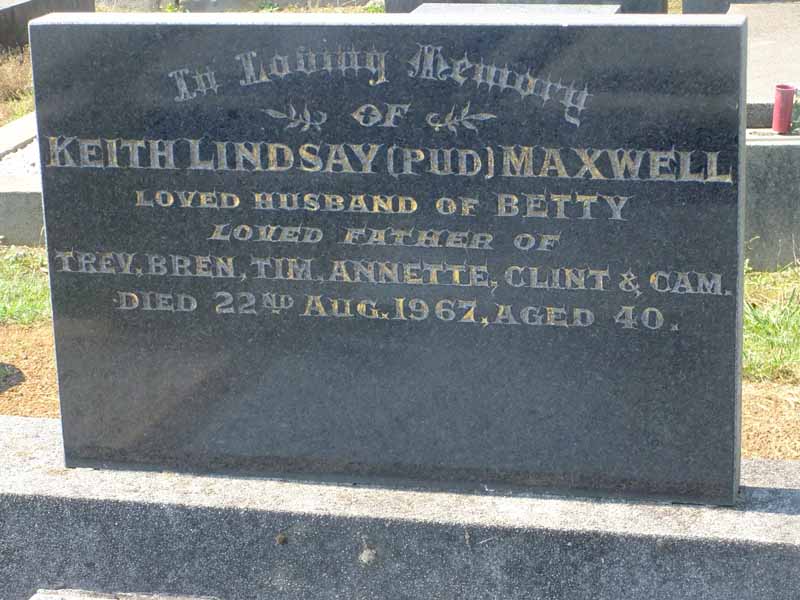 In Loving Memory
OF
KEITH LINDSAY (PUD) MAXWELL
LOVED HUSBAND OF BETTY
LOVED FATHER OF
TREV, BREN, TIM, ANNETTE, CLINT & CAM.
DIED 22ND AUG. 1967, AGED 40.